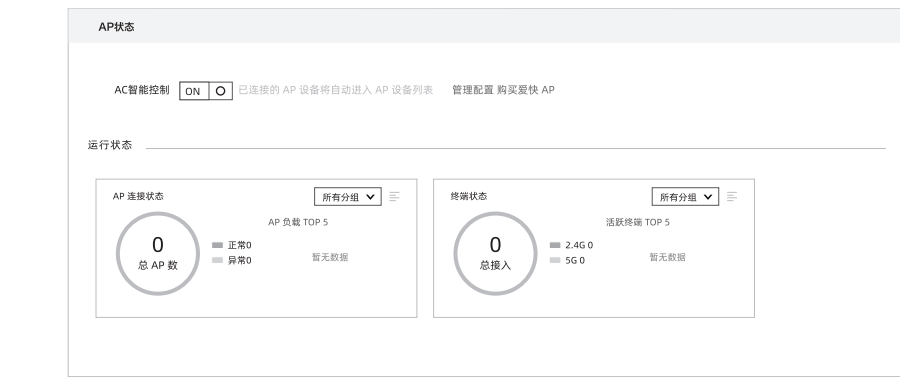 AP状态
AC智能控制 ON 已连接的 AP 设备将自动进入 AP 设备列表 管理配置 购买爱快 AP
运行状态
AP 连接状态 所有分组
AP 负载 TOP 5
0
总 AP 数
正常0
异常0
暂无数据
终端状态 所有分组
活跃终端 TOP 5
0
总接入
2.4G 0
5G 0
暂无数据